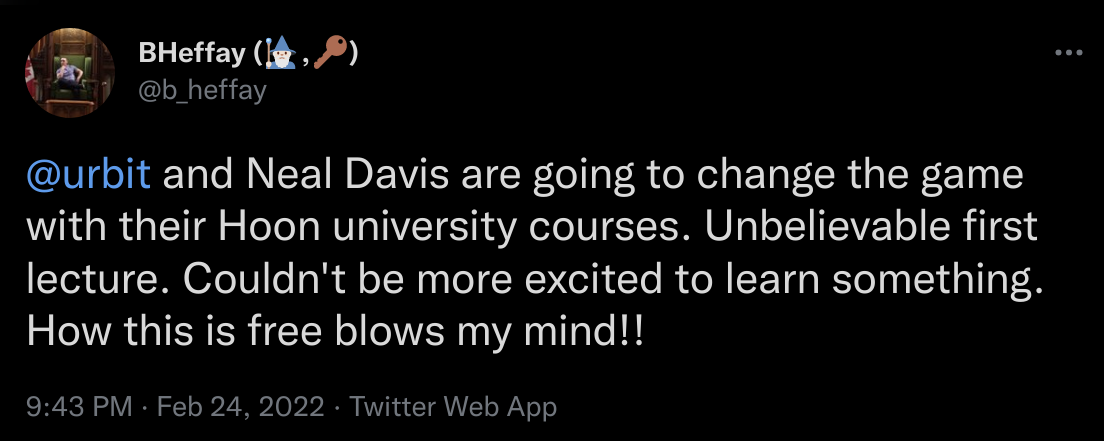 BHeffay (🧙🏻‍♂️,🗝️)
@b_heffay
@urbit and Neal Davis are going to change the game
with their Hoon university courses. Unbelievable first
lecture. Couldn't be more excited to learn something.
How this is free blows my mind!!
9:43 PM · Feb 24, 2022 · Twitter Web App